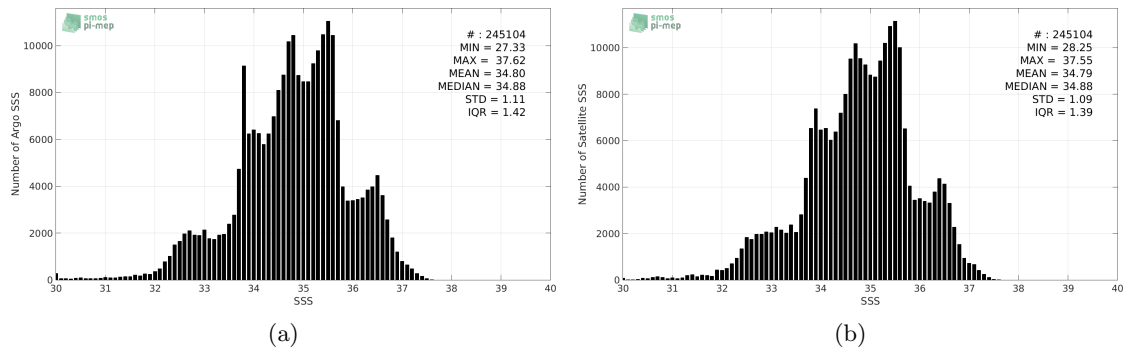 smos
pi-mep
# : 245104
MIN = 27.33
MAX = 37.62
MEAN = 34.80
MEDIAN = 34.88
STD = 1.11
IQR = 1.42
Number of Argo SSS
10000
8000
6000
4000
2000
0
30 31 32 33 34 35 36 37 38 39 40
SSS
(a)
smos
pi-mep
# : 245104
MIN = 28.25
MAX = 37.55
MEAN = 34.79
MEDIAN = 34.88
STD = 1.09
IQR = 1.39
Number of Satellite SSS
10000
8000
6000
4000
2000
0
30 31 32 33 34 35 36 37 38 39 40
SSS
(b)